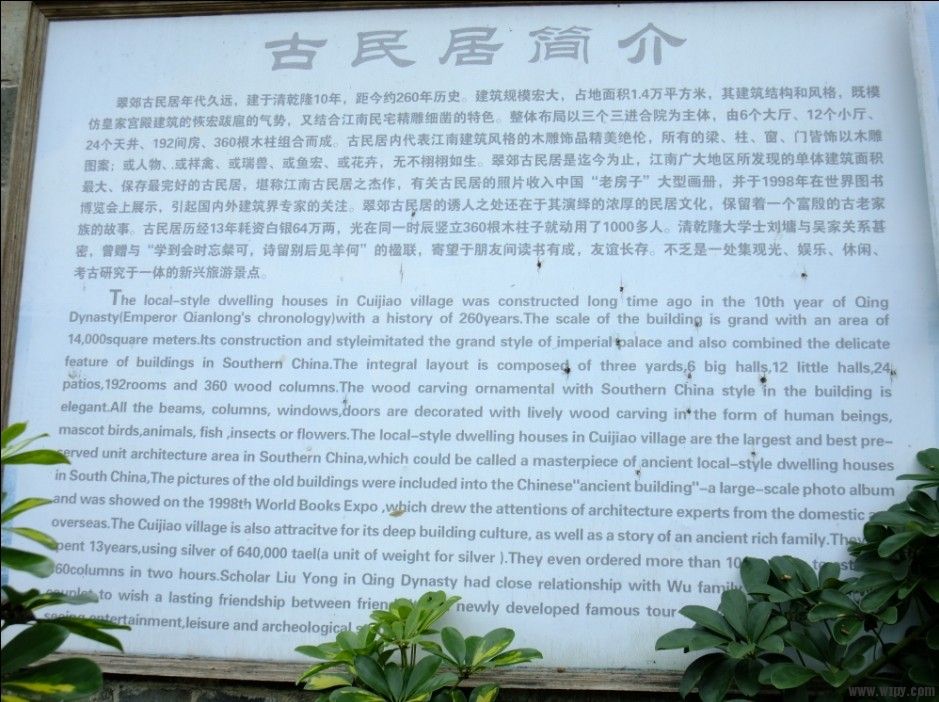 古民居简介
翠郊古民居年代久远，建于清乾隆10年，距今约260年历史。建筑规模宏大，占地面积1.4万平方米，其建筑结构和风格，既模
仿皇家宫殿建筑的恢宏跋扈的气势，又结合江南民宅精雕细凿的特色。整体布局以三个三进合院为主体，由6个大厅、12个小厅、
24个天井、192间房、360根木柱组合而成。古民居内代表江南建筑风格的木雕饰品精美绝伦，所有的梁、柱、窗、门皆饰以木雕
图案；或人物、.或祥禽、或瑞兽、或鱼宏、或花卉，无不栩栩如生。翠郊古民居是迄今为止，江南广大地区所发现的单体建筑面积
最大、保存最完好的古民居，堪称江南古民居之杰作，有关古民居的照片收入中国“老房子”大型画册，并于1998年在世界图书
博览会上展示，引起国内外建筑界专家的关注。翠郊古民居的诱人之处还在于其演绎的浓厚的民居文化，保留着一个富殷的古老家
族的故事。古民居历经13年耗资白银64万两，光在同一时辰竖立360根木柱子就动用了1000多人。清乾隆大学士刘墉与吴家关系甚
密，曾赠与“学到会时忘粲可，诗留别后见羊何”的楹联，寄望于朋友间读书有成，友谊长存。不乏是一处集观光、娱乐、休闲、
考古研究于一体的新兴旅游景点。
The local-style dwelling houses in Cuijiao village was constructed long time ago in the 10th year of Qing
Dynasty(Emperor Qianlong's chronology)with a history of 260years.The scale of the building is grand with an area of
14,000square meters.Its construction and styleimitated the grand style of imperial palace and also combined the delicate
feature of buildings in Southern China.The integral layout is composed of three yards,6 big halls,12 little halls,24
patios,192rooms and 360 wood columns.The wood carving ornamental with Southern China style in the building is
elegant.All the beams, columns, windows,doors are decorated with lively wood carving in the form of human beings,
mascot birds,animals, fish ,insects or flowers.The local-style dwelling houses in Cuijiao village are the largest and best pre-
served unit architecture area in Southern China,which could be called a masterpiece of ancient local-style dwelling houses
in South China,The pictures of the old buildings were included into the Chinese"ancient building"-a large-scale photo album
and was showed on the 1998th World Books Expo ,which drew the attentions of architecture experts from the domestic
overseas.The Cuijiao village is also attracitve for its deep building culture, as well as a story of an ancient rich family.They
spent 13years,using silver of 640,000 tael(a unit of weight for silver ).They even ordered more than
360columns in two hours.Scholar Liu Yong in Qing Dynasty had close relationship with Wu family
couplet to wish a lasting friendship between newly developed famous
seeing,entertainment,leisure and archeological
www.w1py.com